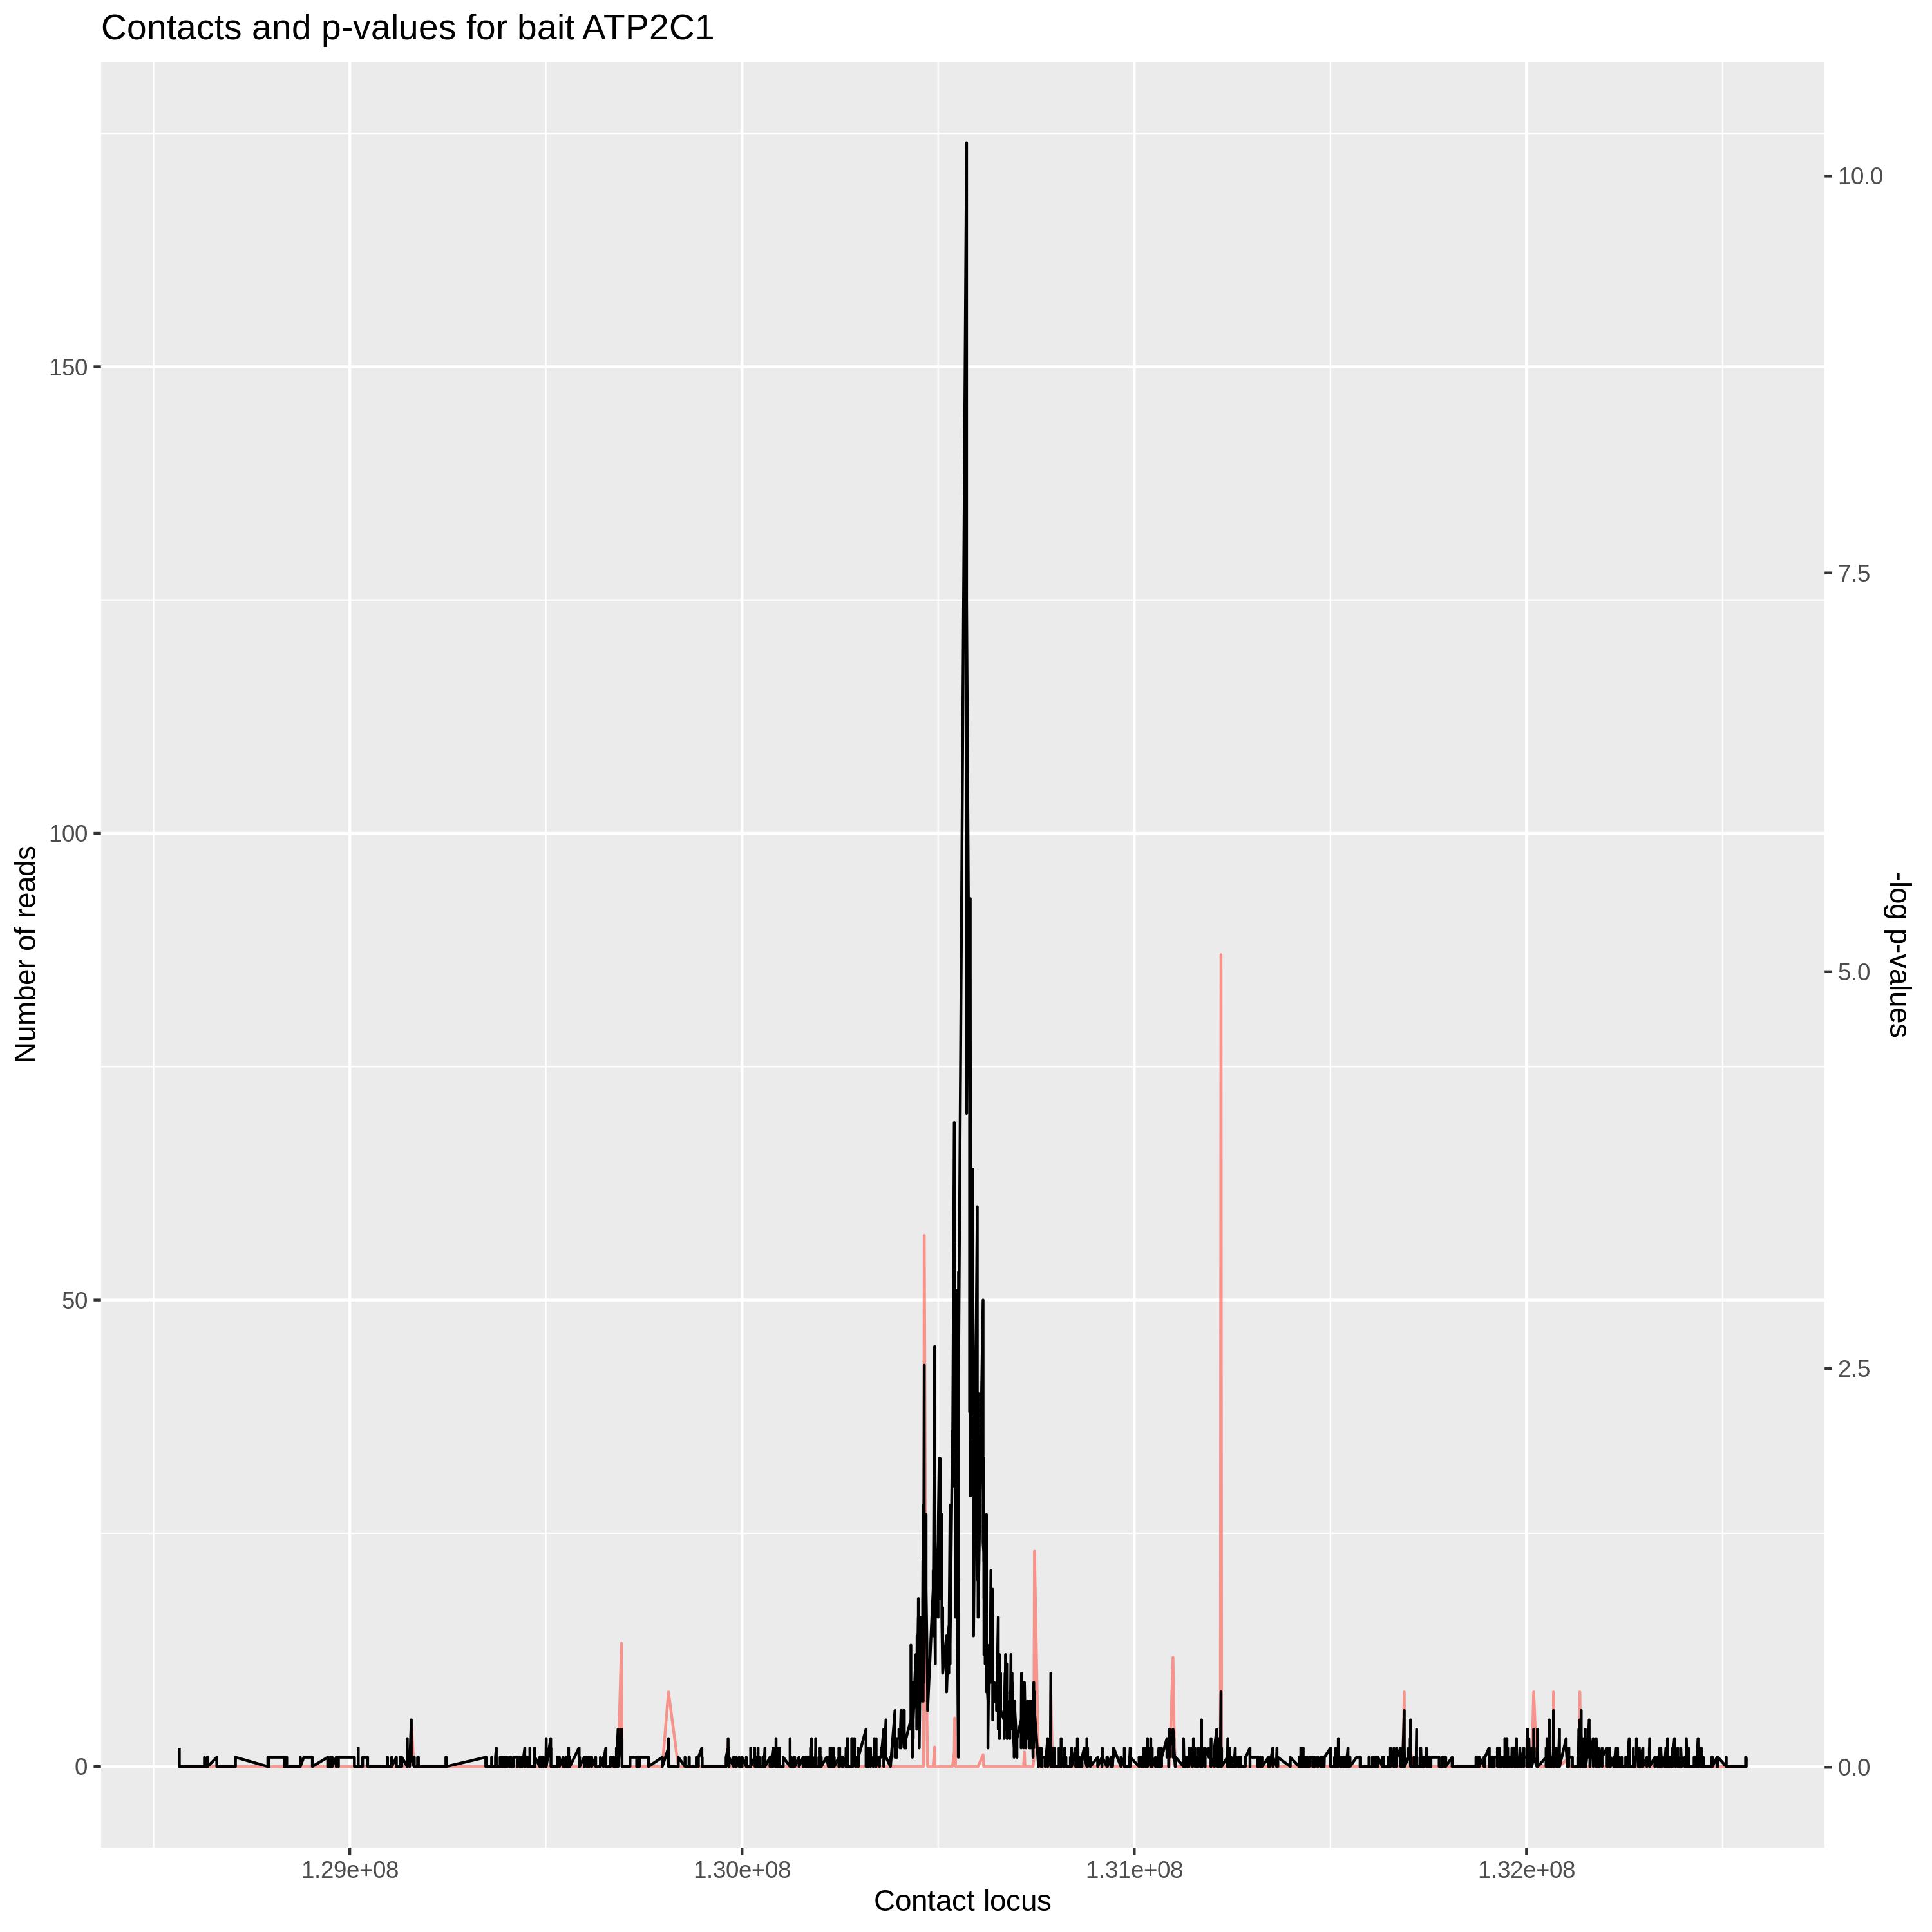 Contacts and p-values for bait ATP2C1
Number of reads
150
100
50
0
10.0
7.5
5.0
2.5
0.0
-log p-values
1.29e+08
1.30e+08
1.31e+08
1.32e+08
Contact locus